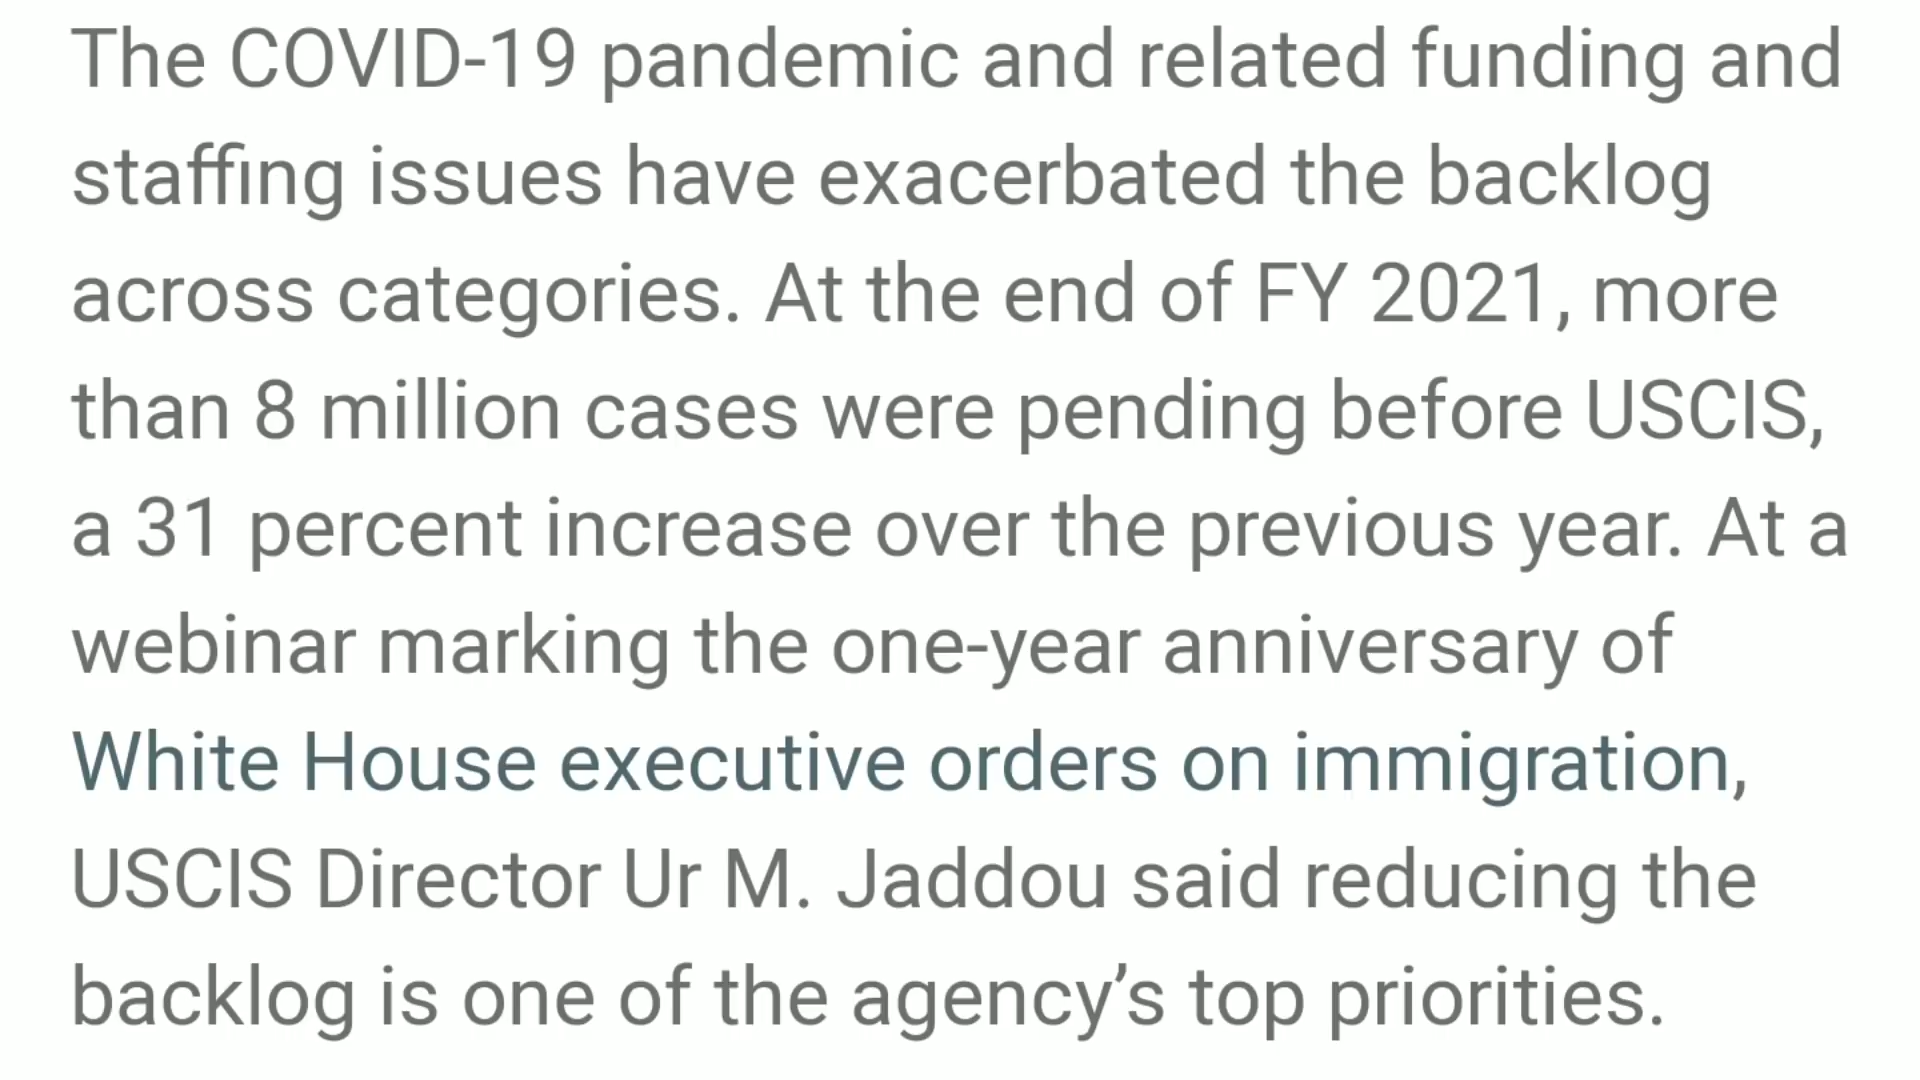 The COVID-19 pandemic and related funding and
staffing issues have exacerbated the backlog
across categories. At the end of FY 2021, more
than 8 million cases were pending before USCIS,
a 31 percent increase over the previous year. At a
webinar marking the one-year anniversary of
White House executive orders on immigration,
USCIS Director Ur M. Jaddou said reducing the
backlog is one of the agency’s top priorities.